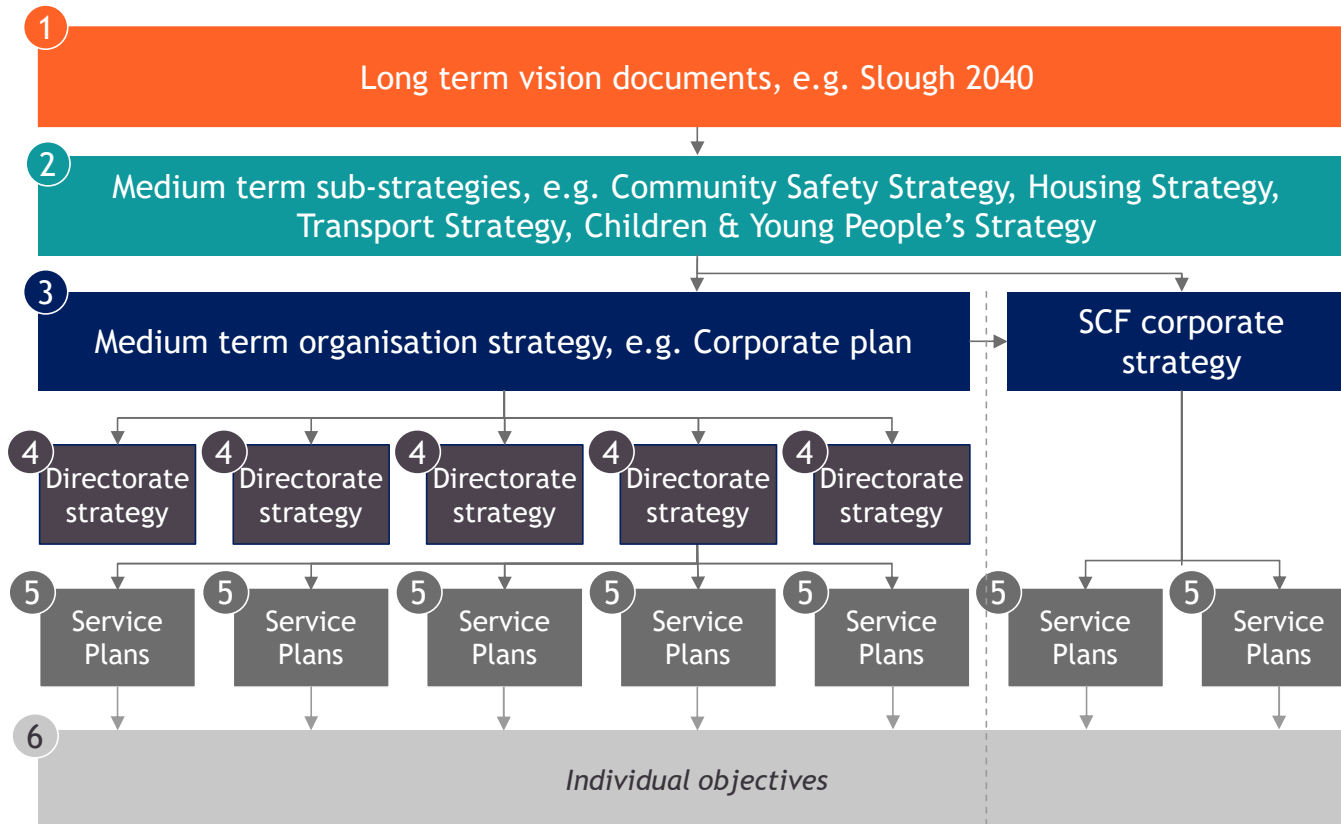 1
Long term vision documents, e.g. Slough 2040
2
Medium term sub-strategies, e.g. Community Safety Strategy, Housing Strategy,
Transport Strategy, Children & Young People’s Strategy
3
Medium term organisation strategy, e.g. Corporate plan
SCF corporate
strategy
4
Directorate
strategy
4
Directorate
strategy
4
Directorate
strategy
4
Directorate
strategy
4
Directorate
strategy
5
Service
Plans
5
Service
Plans
5
Service
Plans
5
Service
Plans
5
Service
Plans
5
Service
Plans
5
Service
Plans
6
Individual objectives